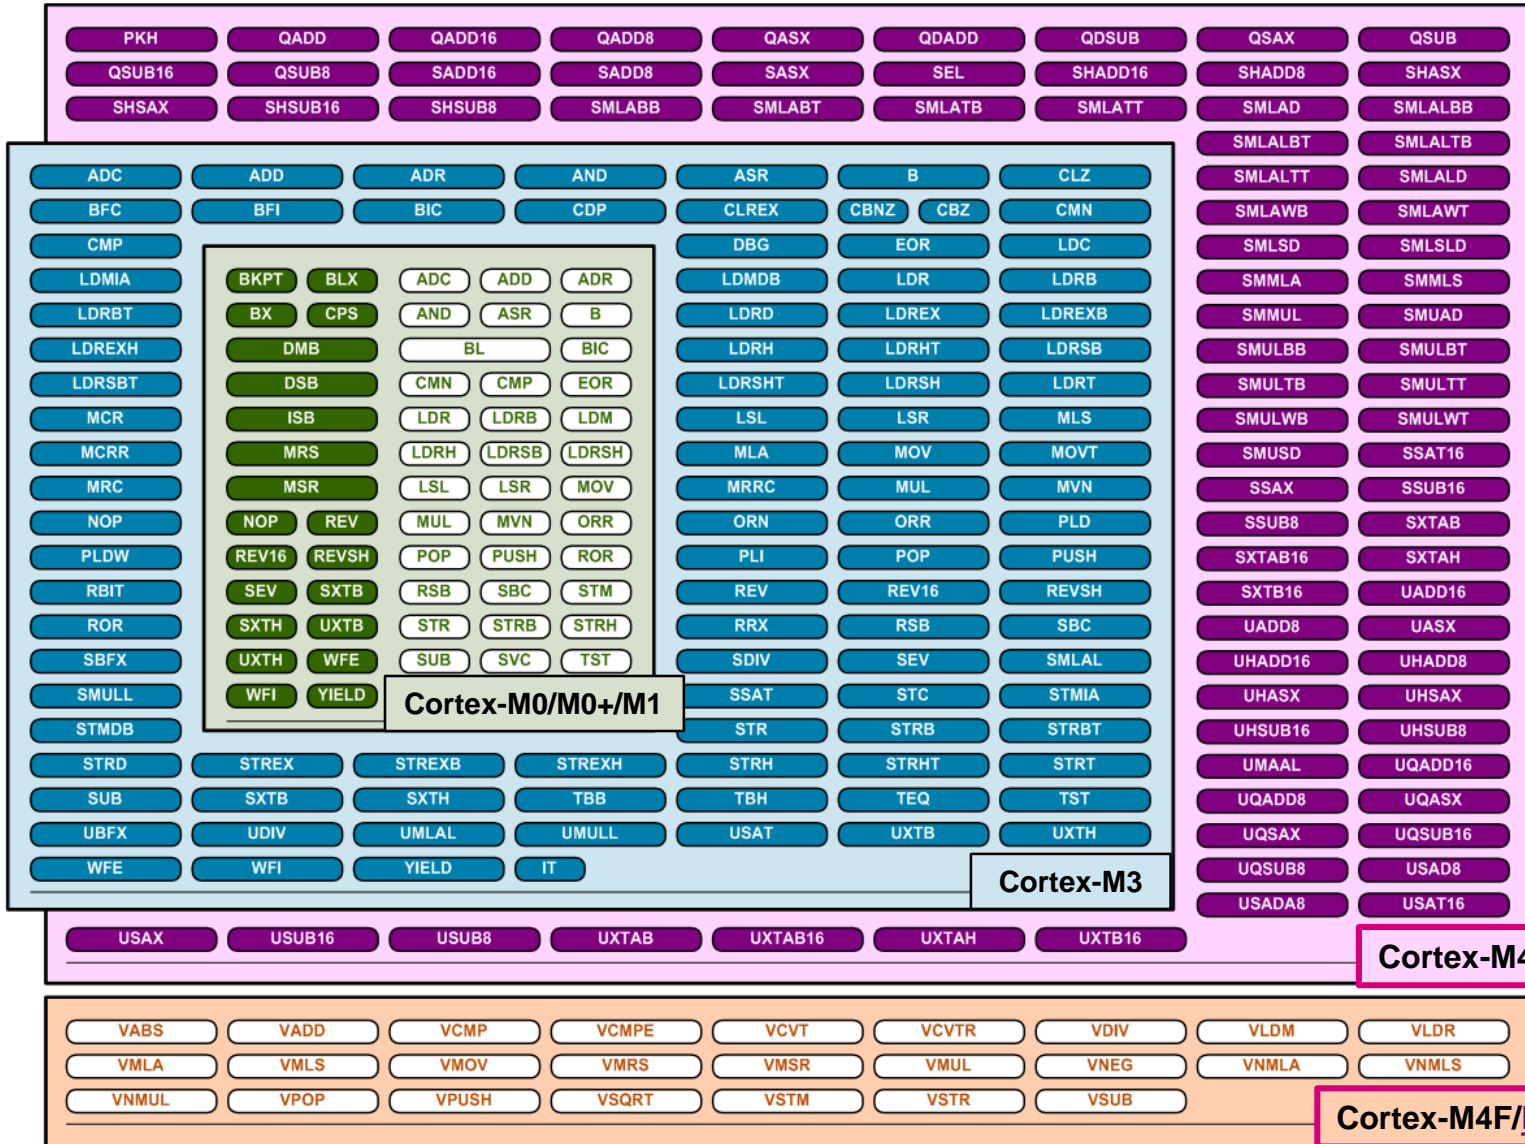 PKH QADD QADD16 QADD8 QASX QDADD QDSUB QSAX QSUB
QSUB16 QSUB8 SADD16 SADD8 SASX SEL SHADD16 SHADD8 SHASX
SHSAX SHSUB16 SHSUB8 SMLABB SMLABT SMLATB SMLATT SMLAD SMLALBB
SMLALBT SMLALTB
ADC ADD ADR AND ASR B CLZ SMLALTT SMLALD
BFC BFI BIC CDP CLREX CBNZ CBZ CMN SMLAWB SMLAWT
CMP DBG EOR LDC SMLSD SMLSLD
LDMIA BKPT BLX ADC ADD ADR LDMDB LDR LDRB SMMLA SMMLS
LDRBT BX CPS AND ASR B LDRD LDREX LDREXB SMMUL SMUAD
LDREXH DMB BL BIC LDRH LDRHT LDRSB SMULBB SMULBT
LDRSBT DSB CMN CMP EOR LDRSHT LDRSH LDRT SMULTB SMULTT
MCR ISB LDR LDRB LDM LSL LSR MLS SMULWB SMULWT
MCRR MRS LDRH LDRSB LDRSH MLA MOV MOVT SMUSD SSAT16
MRC MSR LSL LSR MOV MRRC MUL MVN SSAX SSUB16
NOP NOP REV MUL MVN ORR ORN ORR PLD SSUB8 SXTAB
PLDW REV16 REVSH POP PUSH ROR PLI POP PUSH SXTAB16 SXTAH
RBIT SEV SXTB RSB SBC STM REV REV16 REVSH SXTB16 UADD16
ROR SXTH UXTB STR STRB STRH RRX RSB SBC UADD8 UASX
SBFX UXTH WFE SUB SVC TST SDIV SEV SMLAL UHADD16 UHADD8
SMULL WFI YIELD Cortex-M0/M0+/M1 SSAT STC STMIA UHASX UHSAX
STMDB STR STRB STRBT UHSUB16 UHSUB8
STRD STREX STREXB STREXH STRH STRHT STRT UMAAL UQADD16
SUB SXTB SXTH TBB TBH TEQ TST UQADD8 UQASX
UBFX UDIV UMLAL UMULL USAT UXTB UXTH UQSAX UQSUB16
WFE WFI YIELD IT Cortex-M3 UQSUB8 USAD8
USADA8 USAT16
USAX USUB16 USUB8 UXTAB UXTAB16 UXTAH UXTB16
Cortex-M4
VABS VADD VCMP VCMPE VCVT VCVTR VDIV VLDM VLDR
VMLA VMLS VMOV VMRS VMSR VMUL VNEG VNMLA VNMLS
VNMUL VPOP VPUSH VSQRT VSTM VSTR VSUB
Cortex-M4F/